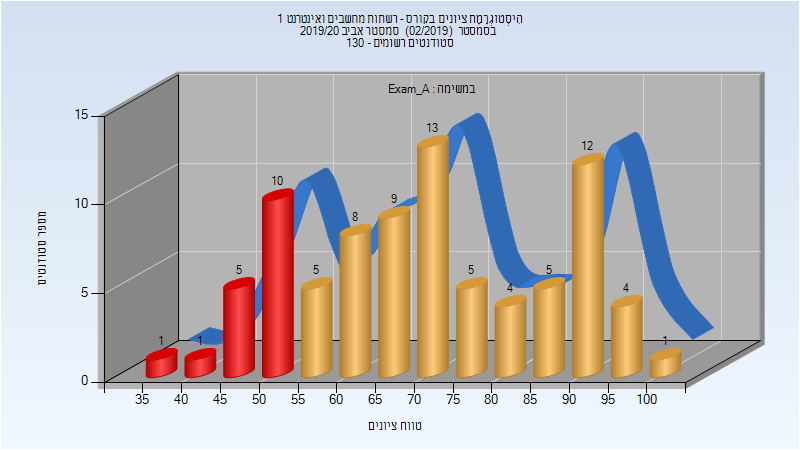 הִיסְטוֹגְרָמַת ציונים בקורס - רשתות מחשבים ואינטרנט 1
בסמסטר (02/2019) סמסטר אביב 2019/20
סטודנטים רשומים - 130
במשימה : Exam_A
מספר סטודנטים
15
10
5
0
1
1
5
10
5
8
9
13
5
4
5
12
4
1
35 40 45 50 55 60 65 70 75 80 85 90 95 100
טווח ציונים